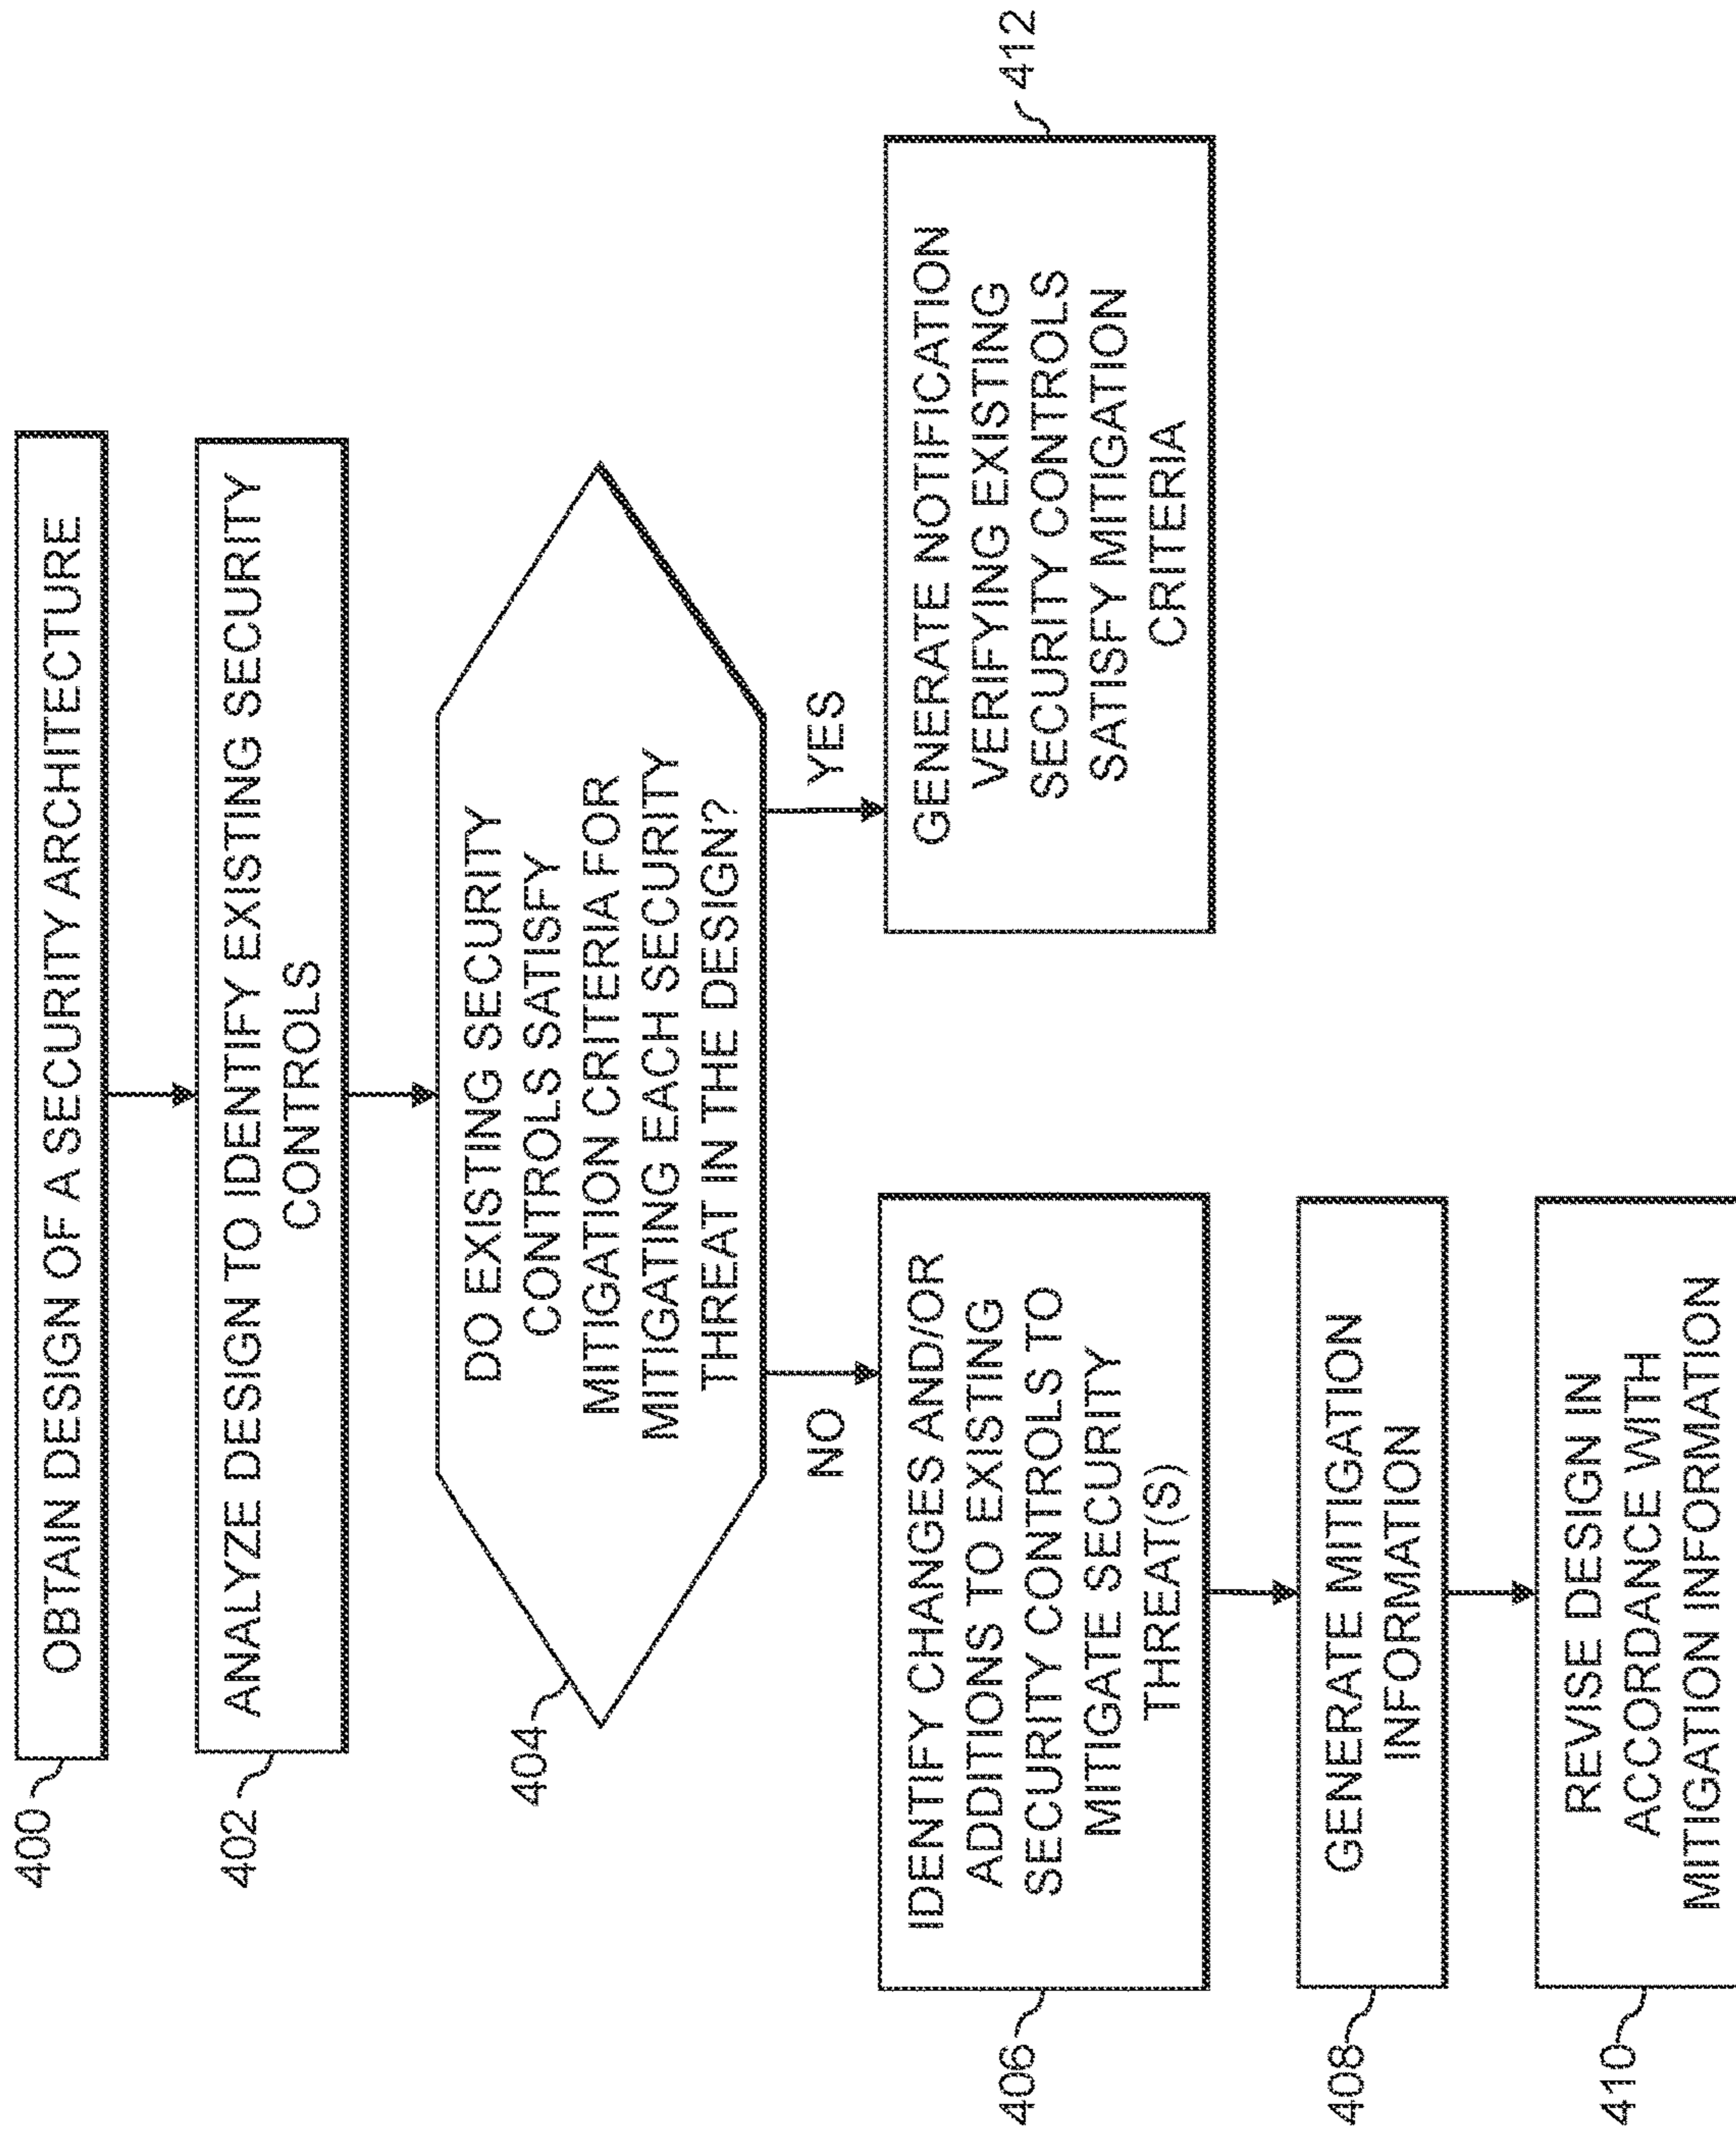 400
OBTAIN DESIGN OF A SECURITY ARCHITECTURE
402
ANALYZE DESIGN TO IDENTIFY EXISTING SECURITY
CONTROLS
404
DO EXISTING SECURITY
CONTROLS SATISFY
MITIGATION CRITERIA FOR
MITIGATING EACH SECURITY
THREAT IN THE DESIGN?
NO
YES
406
IDENTIFY CHANGES AND/OR
ADDITIONS TO EXISTING
SECURITY CONTROLS TO
MITIGATE SECURITY
THREAT(S)
412
GENERATE NOTIFICATION
VERIFYING EXISTING
SECURITY CONTROLS
SATISFY MITIGATION
CRITERIA
408
GENERATE MITIGATION
INFORMATION
410
REVISE DESIGN IN
ACCORDANCE WITH
MITIGATION INFORMATION